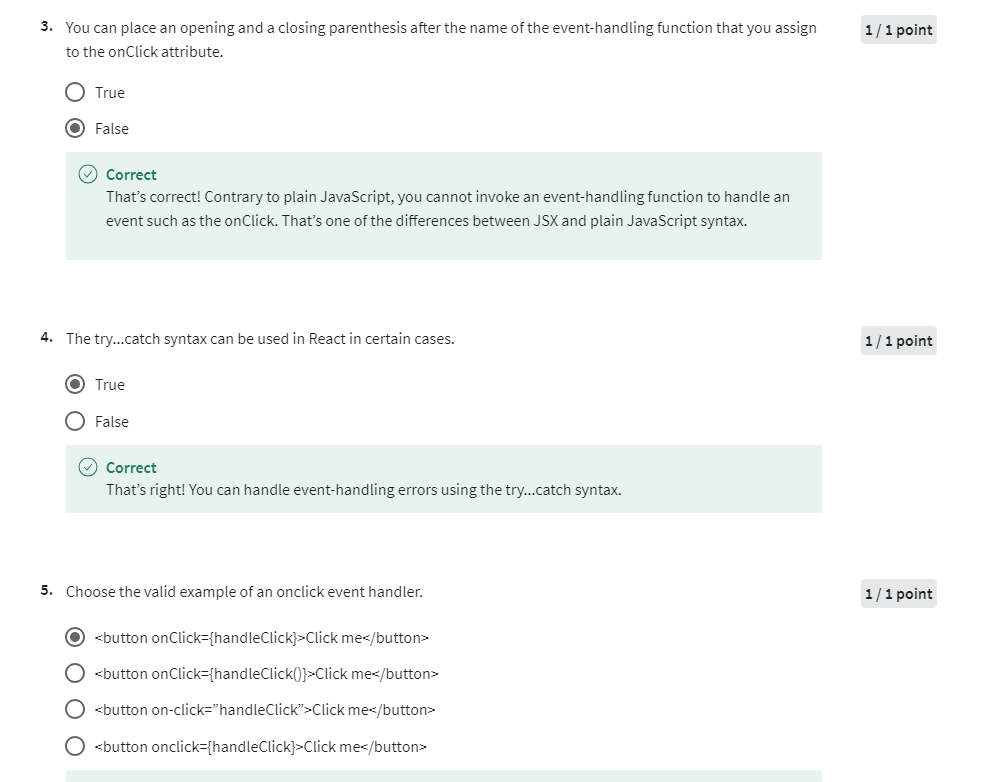 3. You can place an opening and a closing parenthesis after the name of the event-handling function that you assign
to the onClick attribute.
1 / 1 point
True
False
Correct
That’s correct! Contrary to plain JavaScript, you cannot invoke an event-handling function to handle an
event such as the onClick. That’s one of the differences between JSX and plain JavaScript syntax.
4. The try...catch syntax can be used in React in certain cases.
1 / 1 point
True
False
Correct
That’s right! You can handle event-handling errors using the try...catch syntax.
5. Choose the valid example of an onclick event handler.
1 / 1 point
<button onClick={handleClick}>Click me</button>
<button onClick={handleClick()}>Click me</button>
<button on-click=”handleClick”>Click me</button>
<button onclick={handleClick}>Click me</button>